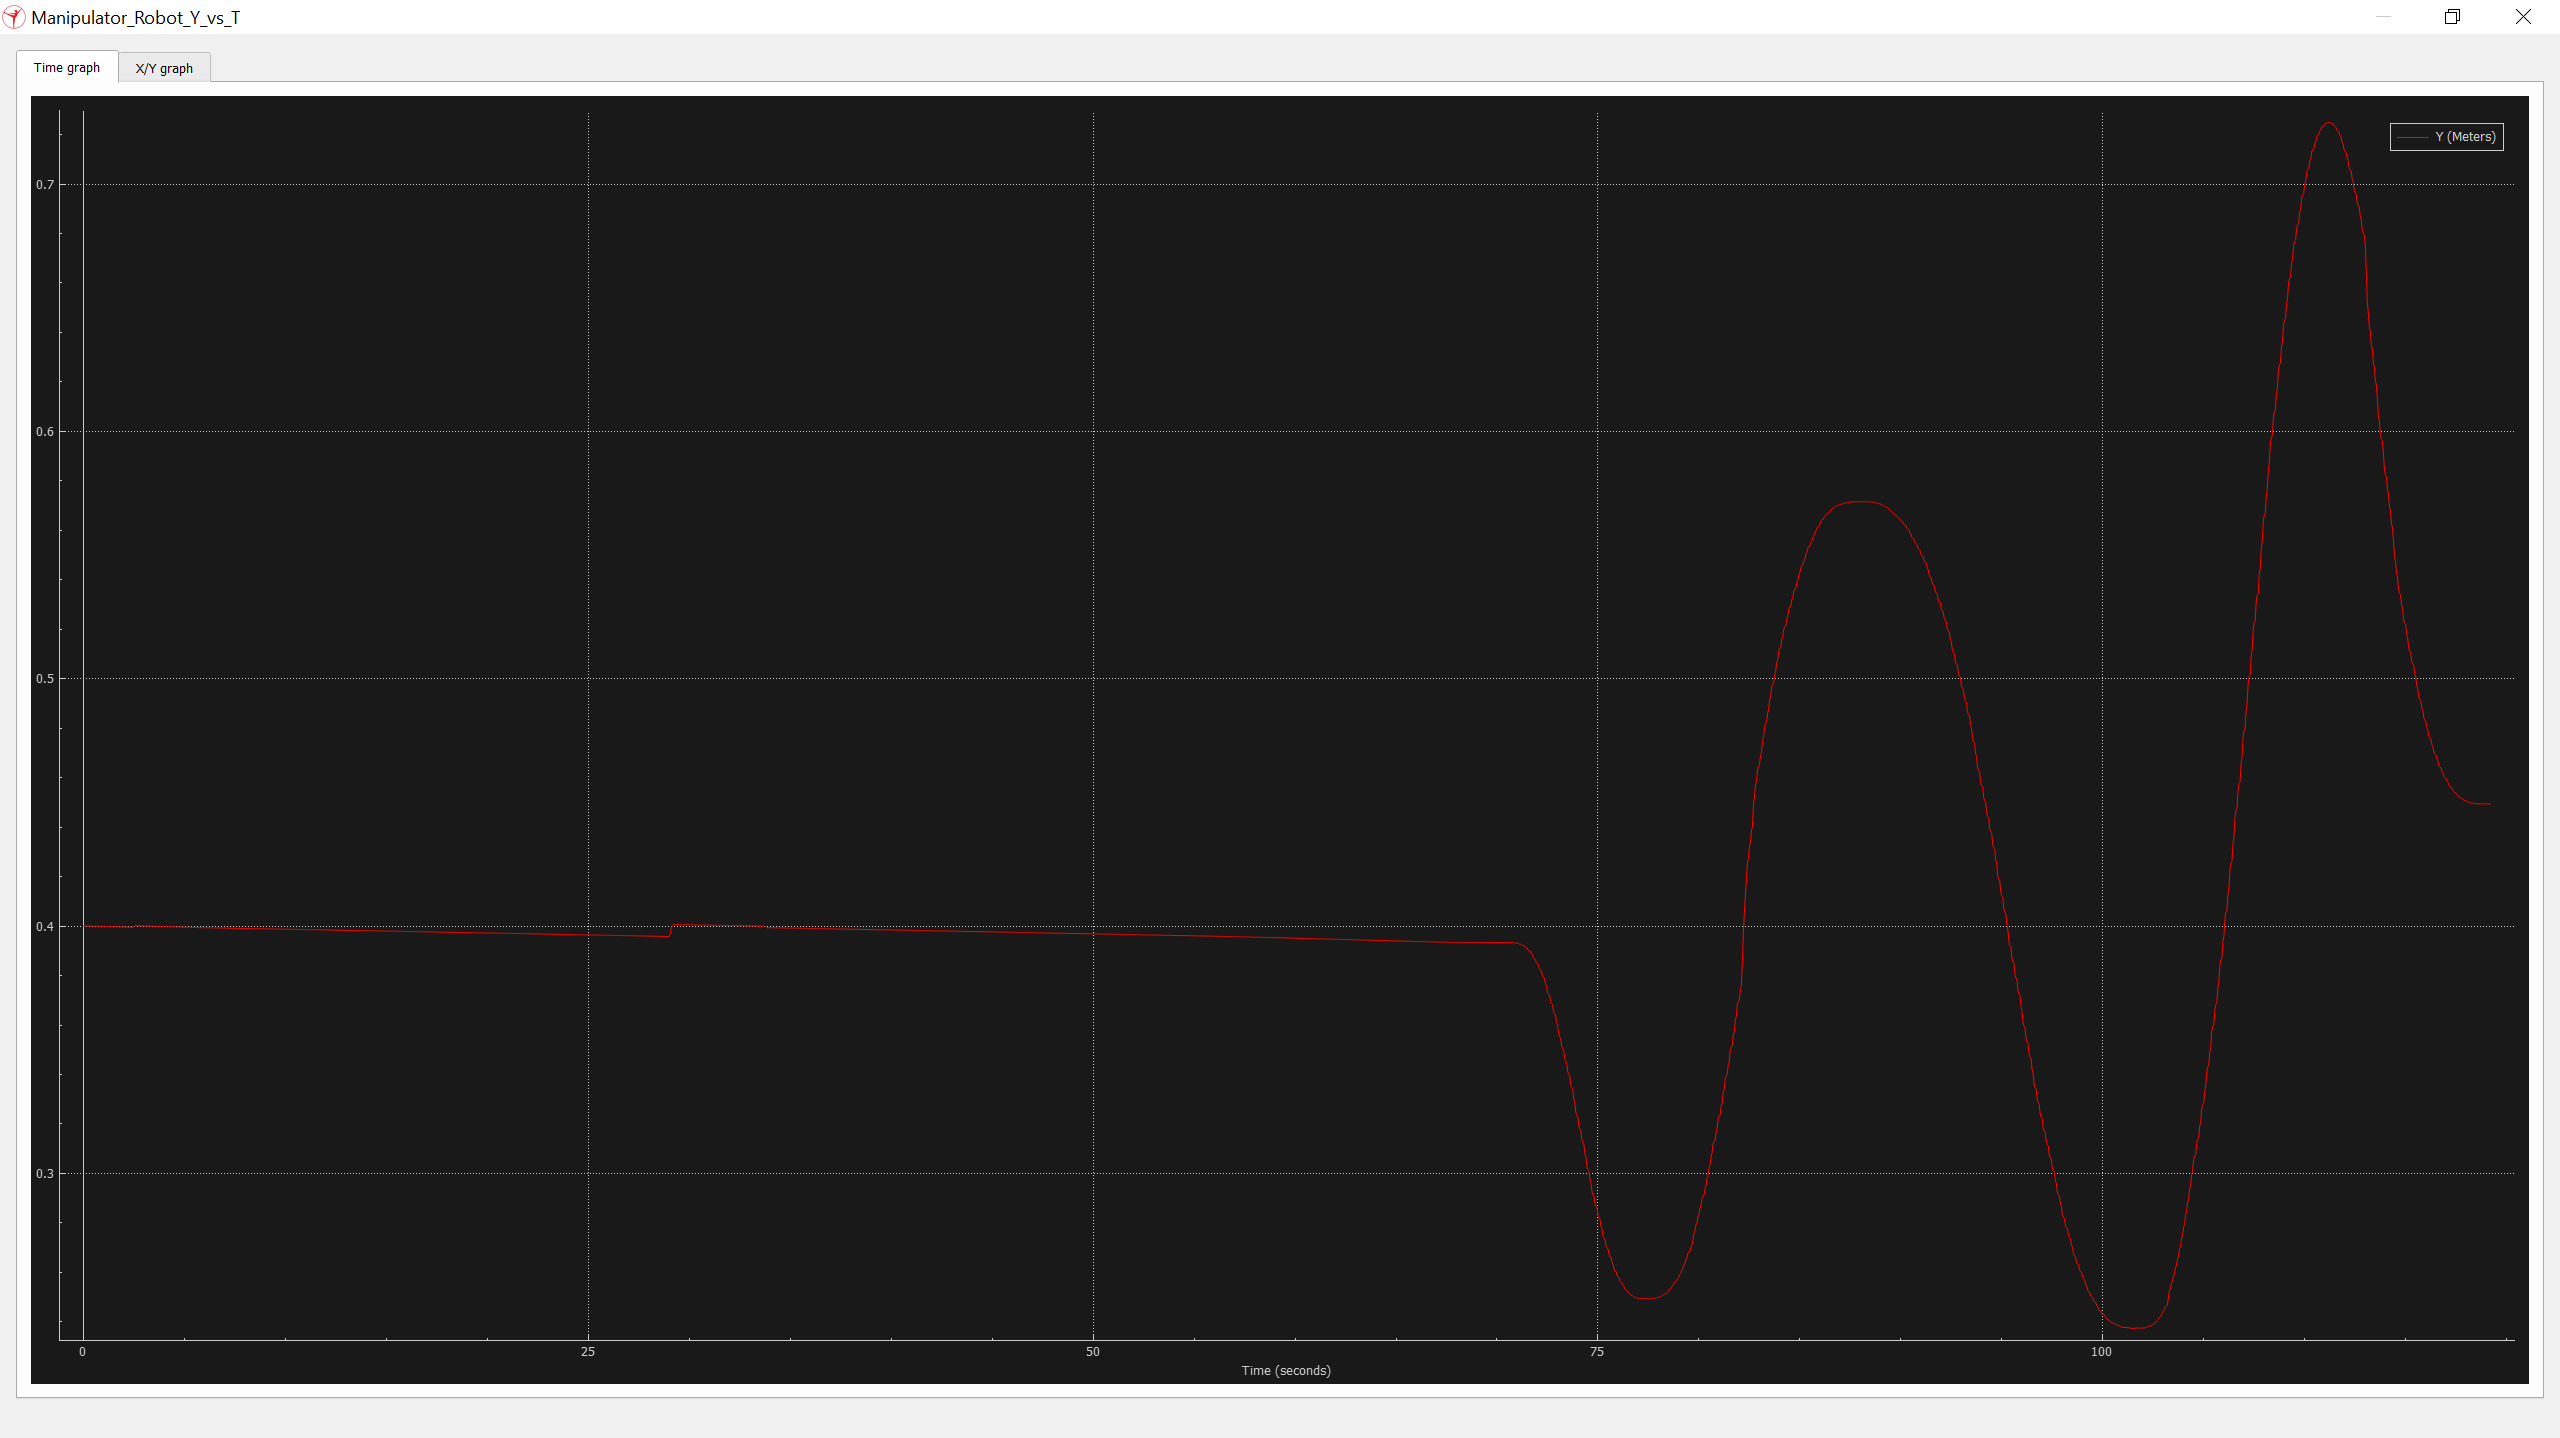 Manipulator_Robot_Y_vs_T
Time graph
X/Y graph
Y (Meters)
0.7
0.6
0.5
0.4
0.3
0
25
50
75
100
Time (seconds)